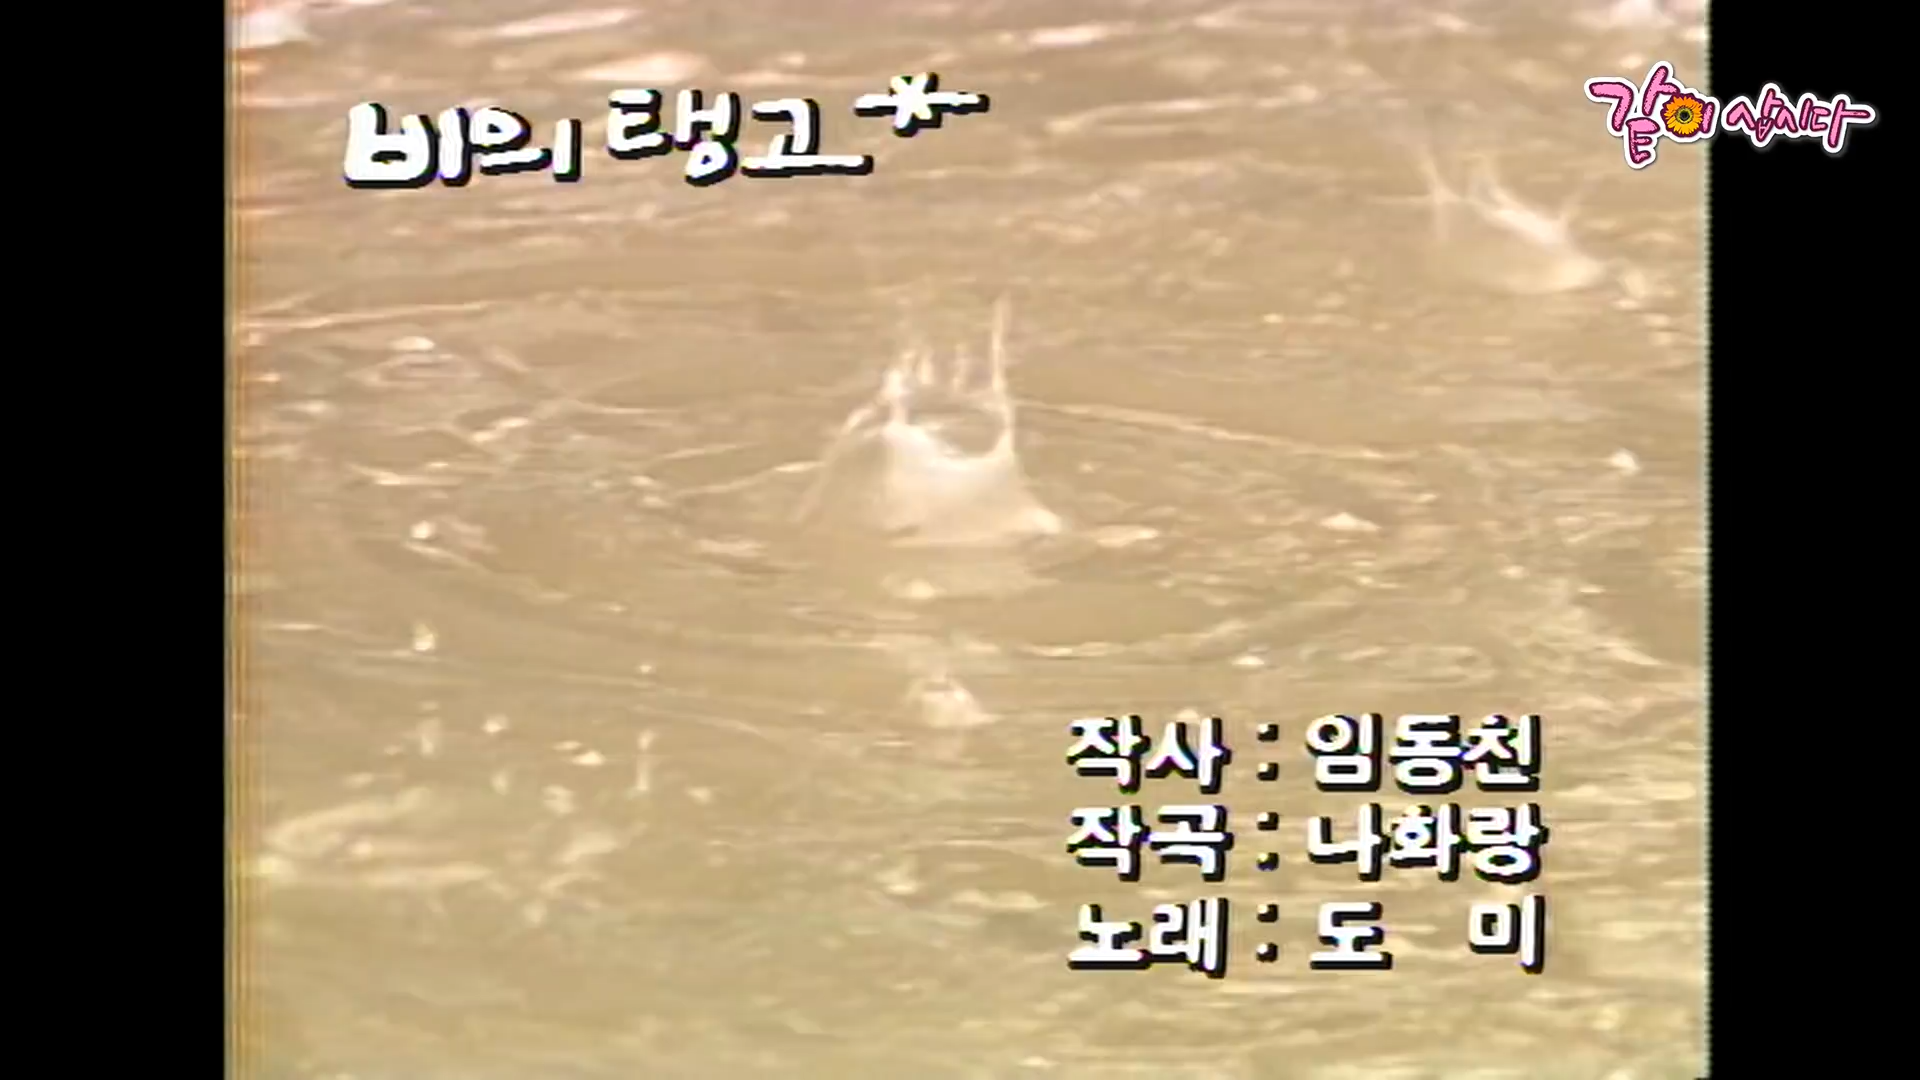 비의 탱고*
같이 삽시다
작사 : 임동천
작곡 : 나화랑
노래 : 도 미